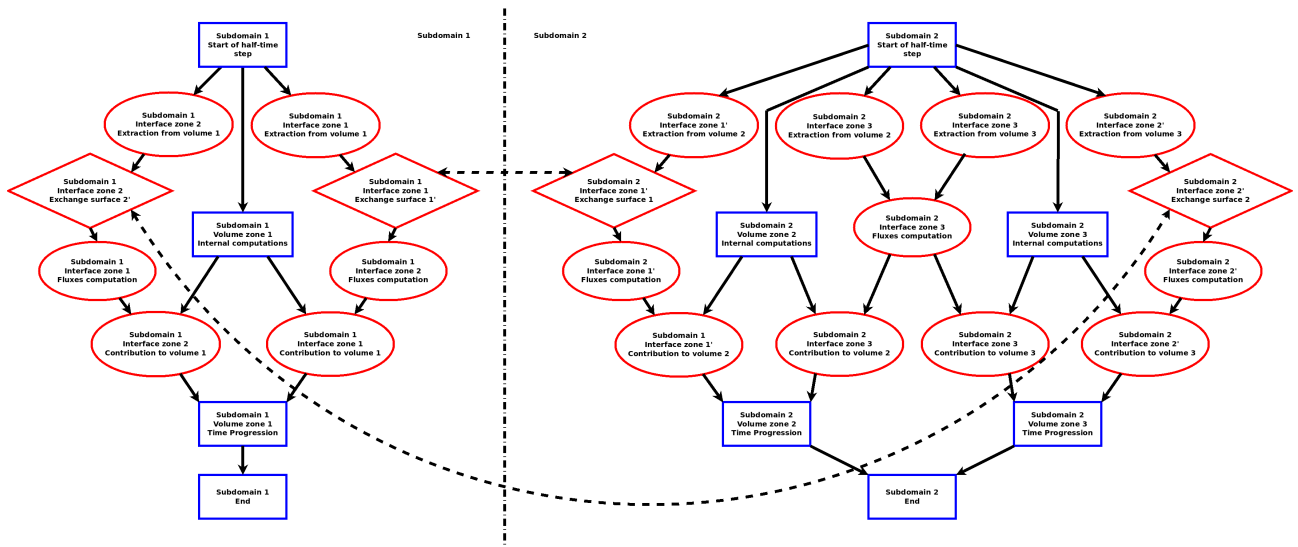 Subdomain 1
Subdomain 2
Subdomain 1
Start of half-time
step
Subdomain 2
Start of half-time
step
Subdomain 1
Interface zone 2
Extraction from volume 1
Subdomain 1
Interface zone 1
Extraction from volume 1
Subdomain 2
Interface zone 1'
Extraction from volume 2
Subdomain 2
Interface zone 3
Extraction from volume 2
Subdomain 2
Interface zone 3
Extraction from volume 3
Subdomain 2
Interface zone 2'
Extraction from volume 3
Subdomain 1
Interface zone 2
Exchange surface 2'
Subdomain 1
Interface zone 1
Exchange surface 1'
Subdomain 2
Interface zone 1'
Exchange surface 1
Subdomain 2
Interface zone 2'
Exchange surface 2
Subdomain 1
Volume zone 1
Internal computations
Subdomain 2
Volume zone 2
Internal computations
Subdomain 2
Interface zone 3
Fluxes computation
Subdomain 2
Volume zone 3
Internal computations
Subdomain 1
Interface zone 1
Fluxes computation
Subdomain 1
Interface zone 2
Fluxes computation
Subdomain 2
Interface zone 1'
Fluxes computation
Subdomain 2
Interface zone 2'
Fluxes computation
Subdomain 1
Interface zone 2
Contribution to volume 1
Subdomain 1
Interface zone 1
Contribution to volume 1
Subdomain 1
Interface zone 1'
Contribution to volume 2
Subdomain 2
Interface zone 3
Contribution to volume 2
Subdomain 2
Interface zone 3
Contribution to volume 3
Subdomain 2
Interface zone 2'
Contribution to volume 3
Subdomain 1
Volume zone 1
Time Progression
Subdomain 2
Volume zone 2
Time Progression
Subdomain 2
Volume zone 3
Time Progression
Subdomain 1
End
Subdomain 2
End